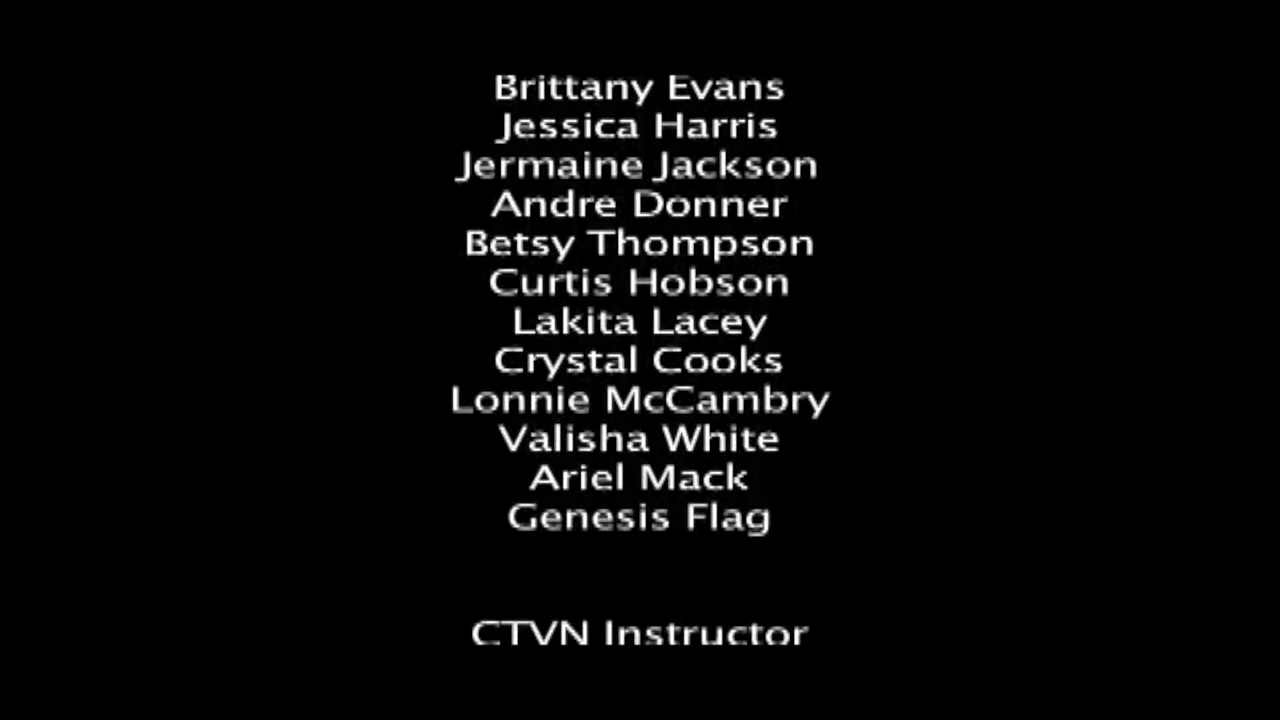 Brittany Evans
Jessica Harris
Jermaine Jackson
Andre Donner
Betsy Thompson
Curtis Hobson
Lakita Lacey
Crystal Cooks
Lonnie McCambry
Valisha White
Ariel Mack
Genesis Flag
CTVN Instructor